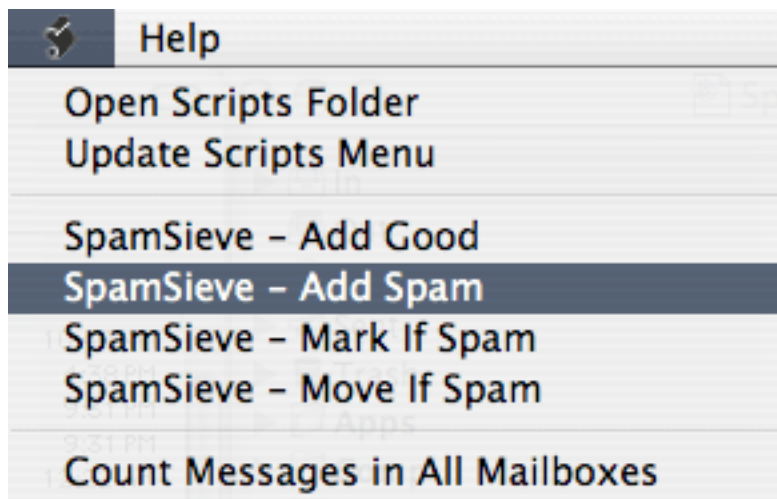 Help
Open Scripts Folder
Update Scripts Menu
SpamSieve – Add Good
SpamSieve – Add Spam
SpamSieve – Mark If Spam
SpamSieve – Move If Spam
Count Messages in All Mailboxes